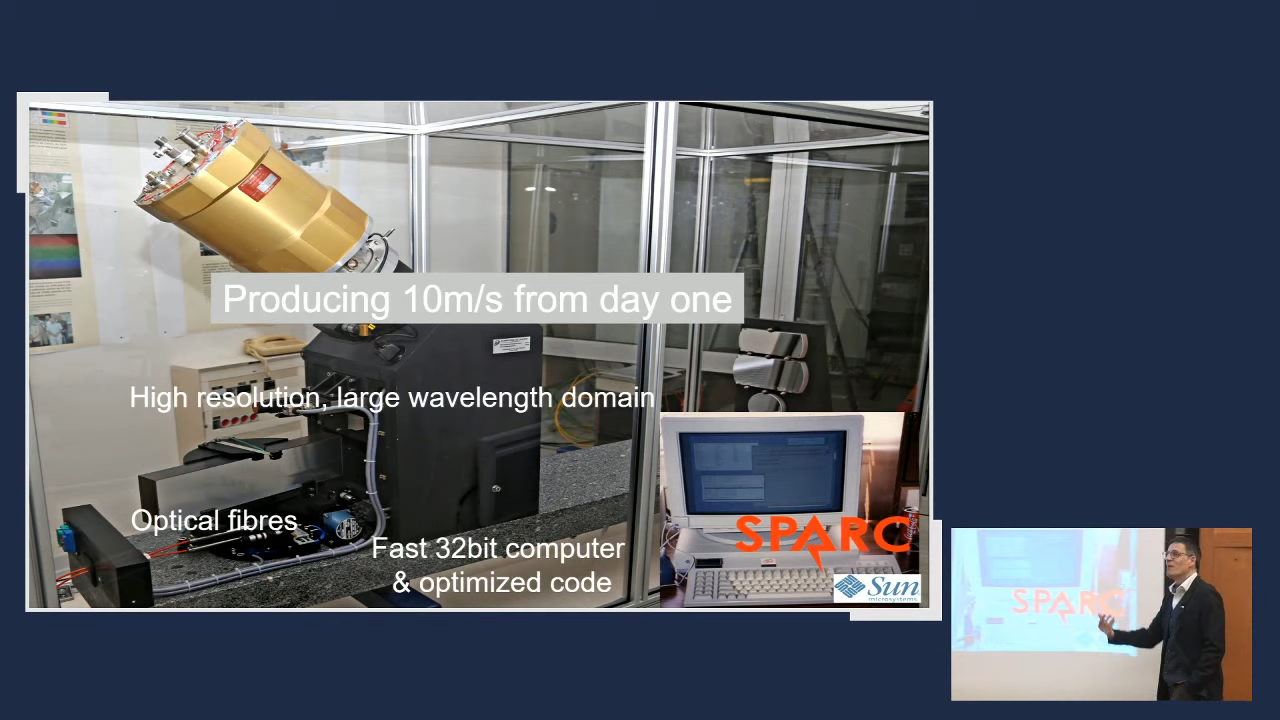 Producing 10m/s from day one
High resolution, large wavelength domain
Optical fibres
Fast 32bit computer
& optimized code
SPARC
Sun
microsystems
SPARC